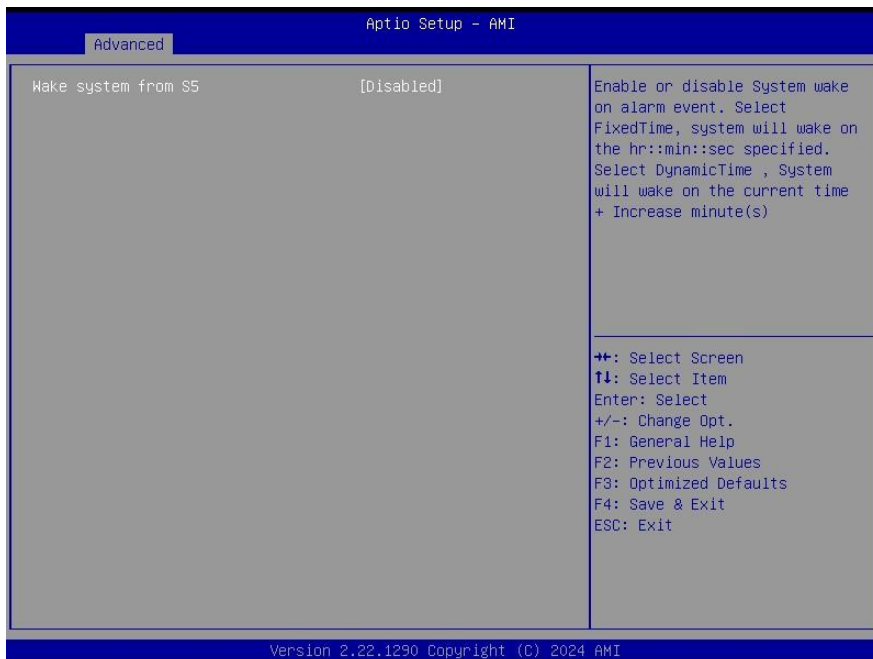 Aptio Setup - AMI
Advanced
Wake system from S5 [Disabled]
Enable or disable System wake
on alarm event. Select
FixedTime, system will wake on
the hr::min::sec specified.
Select DynamicTime , System
will wake on the current time
+ Increase minute(s)
→←: Select Screen
↑↓: Select Item
Enter: Select
+/-: Change Opt.
F1: General Help
F2: Previous Values
F3: Optimized Defaults
F4: Save & Exit
ESC: Exit
Version 2.22.1290 Copyright (C) 2024 AMI